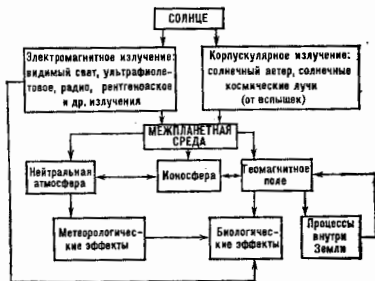 СОЛНЦЕ
Электромагнитное излучение:
видимый свет, ультрафиоле-
товое, радио, рентгеновское
и др. излучения
Корпускулярное излучение:
солнечный ветер, солнечные
космические лучи
(от вспышек)
МЕЖПЛАНЕТНАЯ
СРЕДА
Нейтральная
атмосфера
Ионосфера
Геомагнитное
поле
Метеорологичес-
кие эффекты
Биологичес-
кие эффекты
Процессы
внутри
Земли